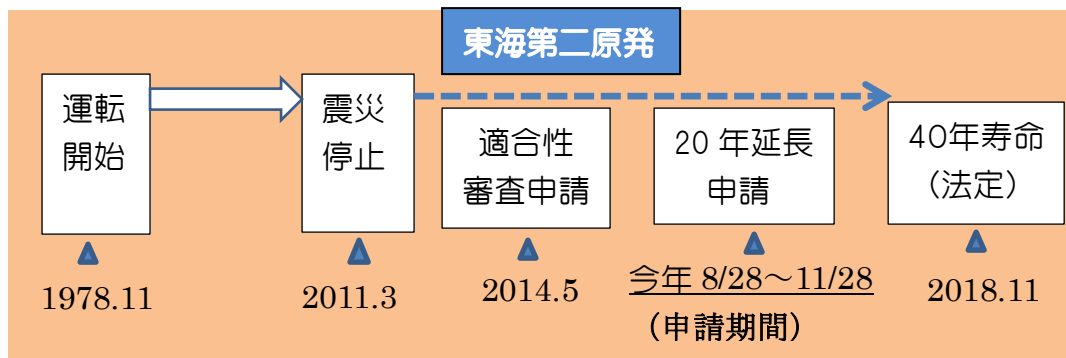 東海第二原発
運転
開始
震災
停止
適合性
審査申請
20 年延長
申請
40年寿命
（法定）
1978.11
2011.3
2014.5
今年 8/28～11/28
（申請期間）
2018.11